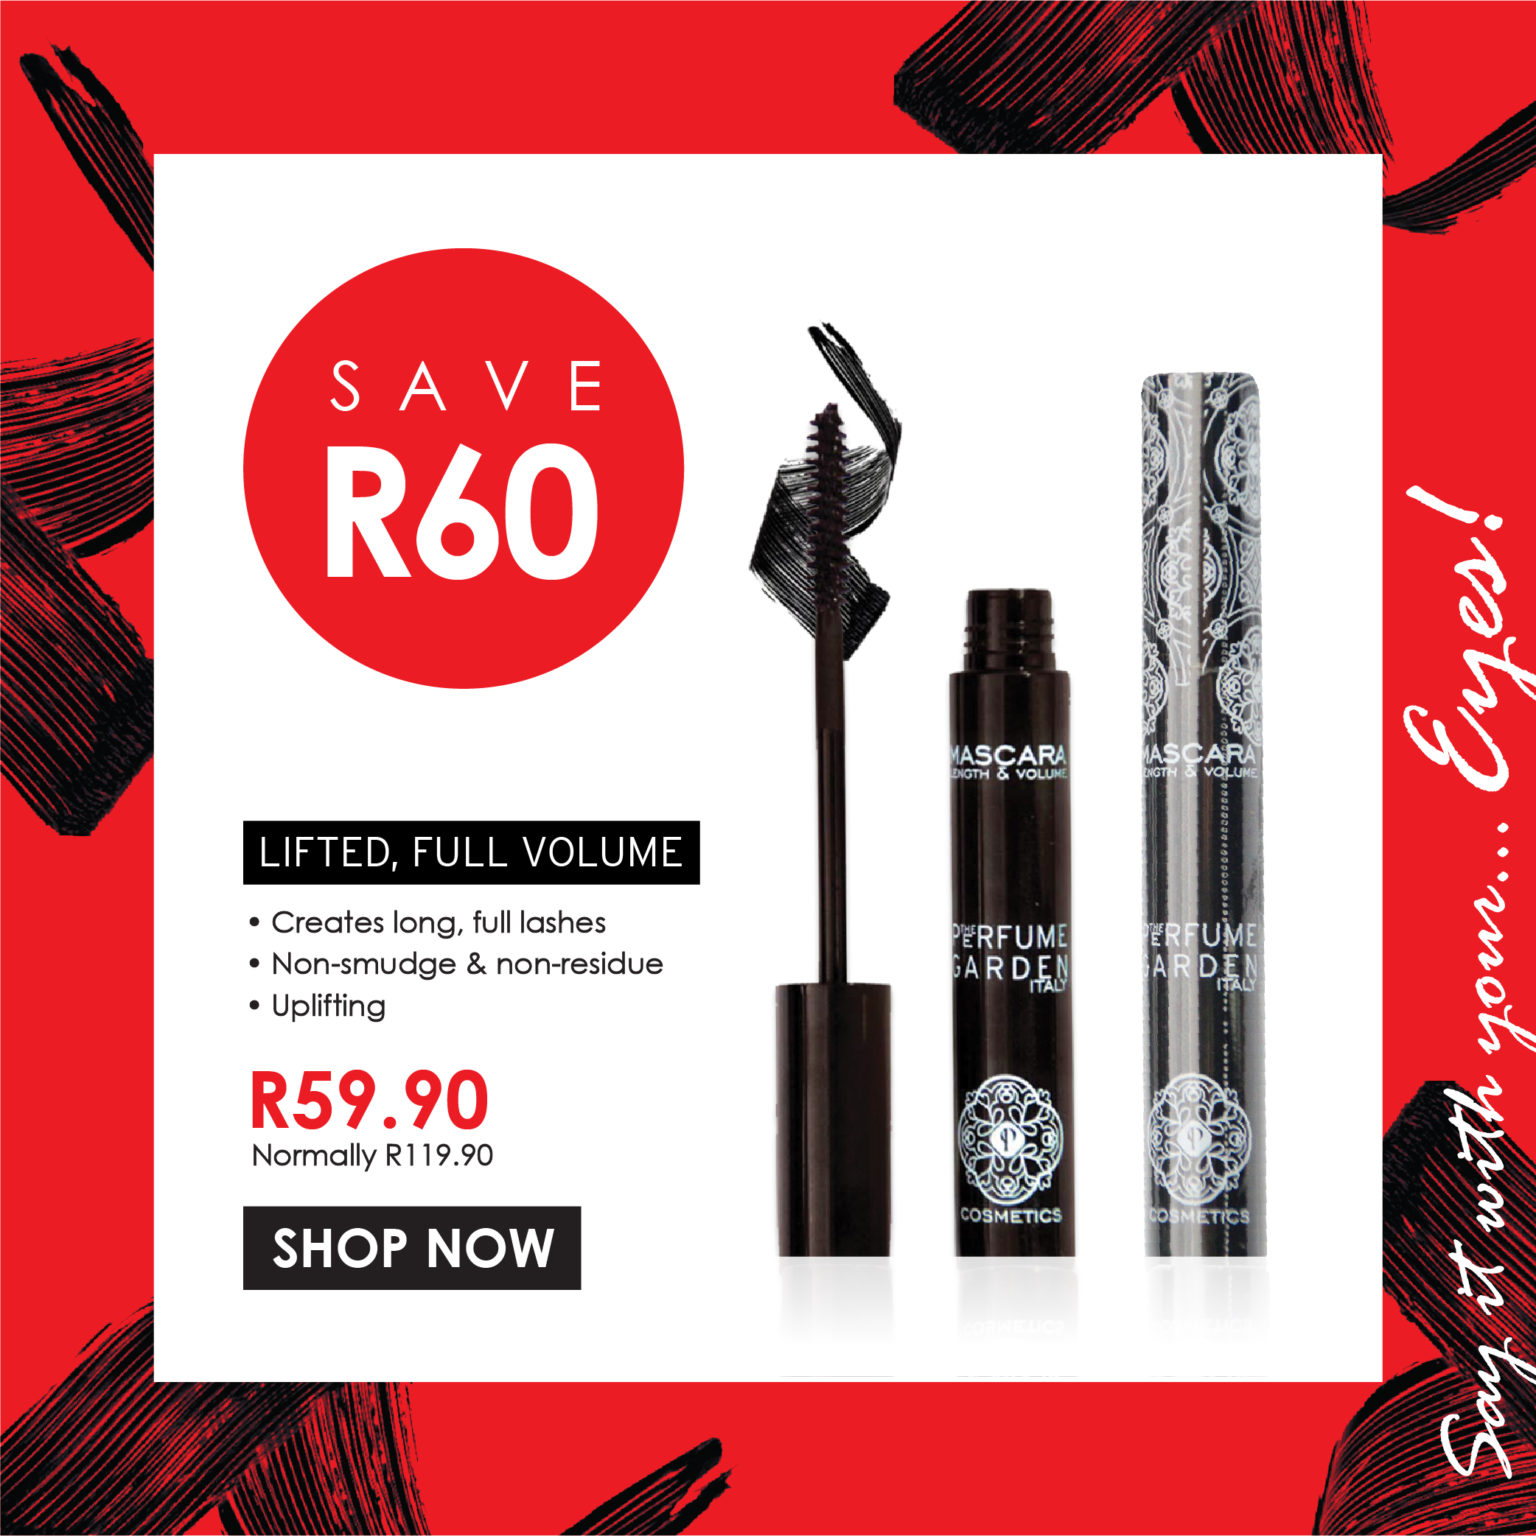 SAVE
R60
LIFTED, FULL VOLUME
• Creates long, full lashes
• Non-smudge & non-residue
• Uplifting
R59.90
Normally R119.90
SHOP NOW
MASCARA
LENGTH & VOLUME
THE PERFUME
GARDEN
ITALY
COSMETICS
MASCARA
LENGTH & VOLUME
THE PERFUME
GARDEN
ITALY
COSMETICS
Say it with your... Eyes!